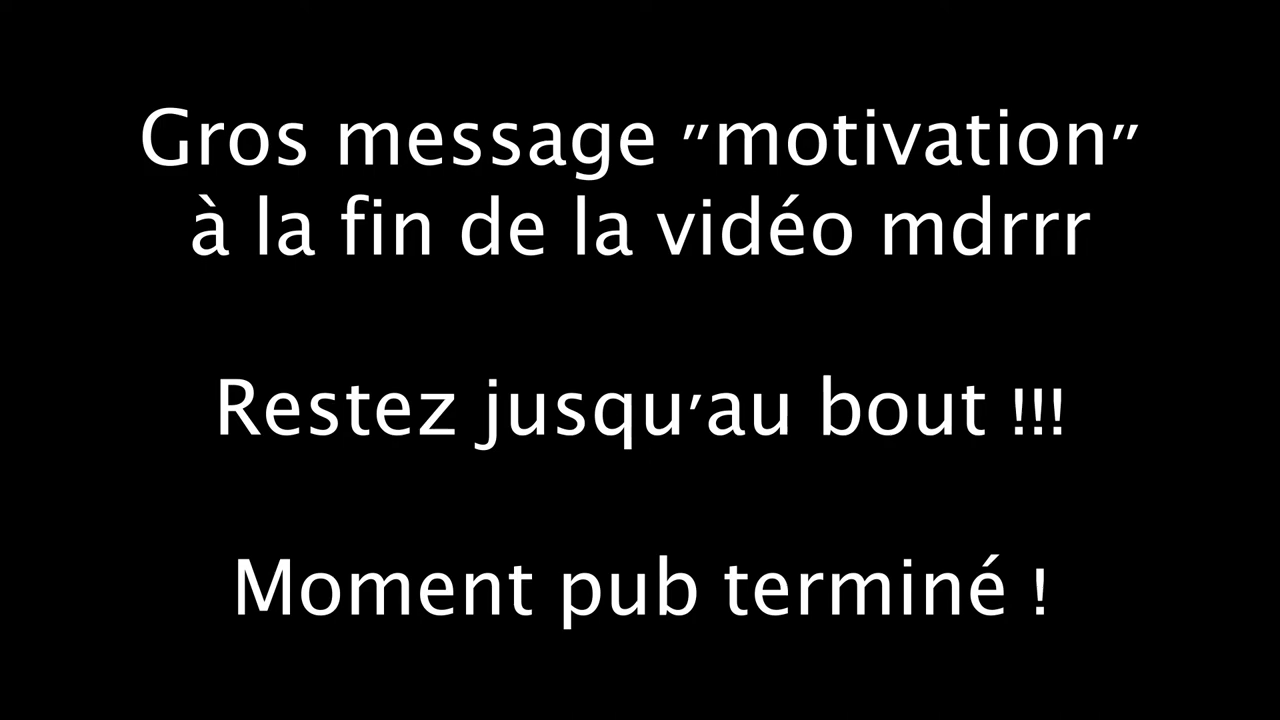 Gros message "motivation"
à la fin de la vidéo mdrrr
Restez jusqu'au bout !!!
Moment pub terminé !